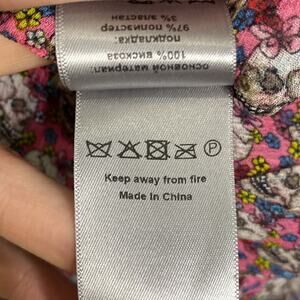 основной материал:
100% вискоза
подкладка:
97% полиэстер
3% эластан
P
Keep away from fire
Made In China